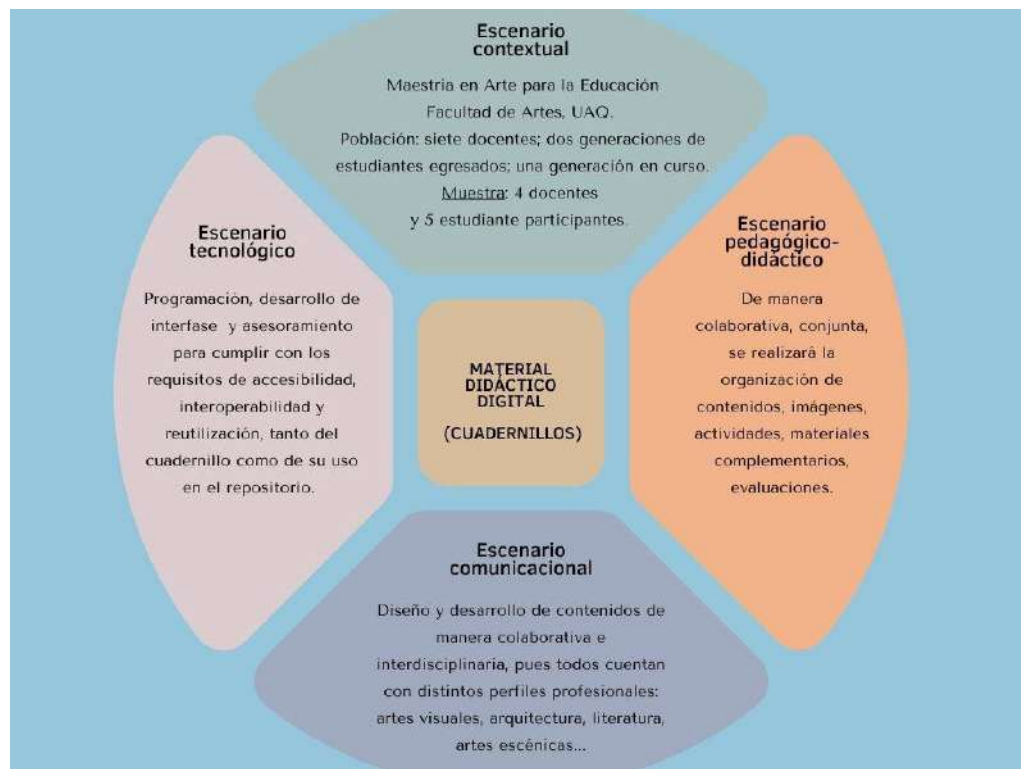 Escenario
contextual
Maestria en Arte para la Educación
Facultad de Artes, UAQ.
Población: siete docentes; dos generaciones de
estudiantes egresados; una generación en curso.
Muestra: 4 docentes
y 5 estudiante participantes.
Escenario
tecnológico
Programación, desarrollo de
interfase y asesoramiento
para cumplir con los
requisitos de accesibilidad,
interoperabilidad y
reutilización, tanto del
cuadernillo como de su uso
en el repositorio.
MATERIAL
DIDÁCTICO
DIGITAL
(CUADERNILLOS)
Escenario
pedagógico-
didáctico
De manera
colaborativa, conjunta,
se realizará la
organización de
contenidos, imágenes,
actividades, materiales
complementarios,
evaluaciones.
Escenario
comunicacional
Diseño y desarrollo de contenidos de
manera colaborativa e
interdisciplinaria, pues todos cuentan
con distintos perfiles profesionales:
artes visuales, arquitectura, literatura,
artes escénicas...